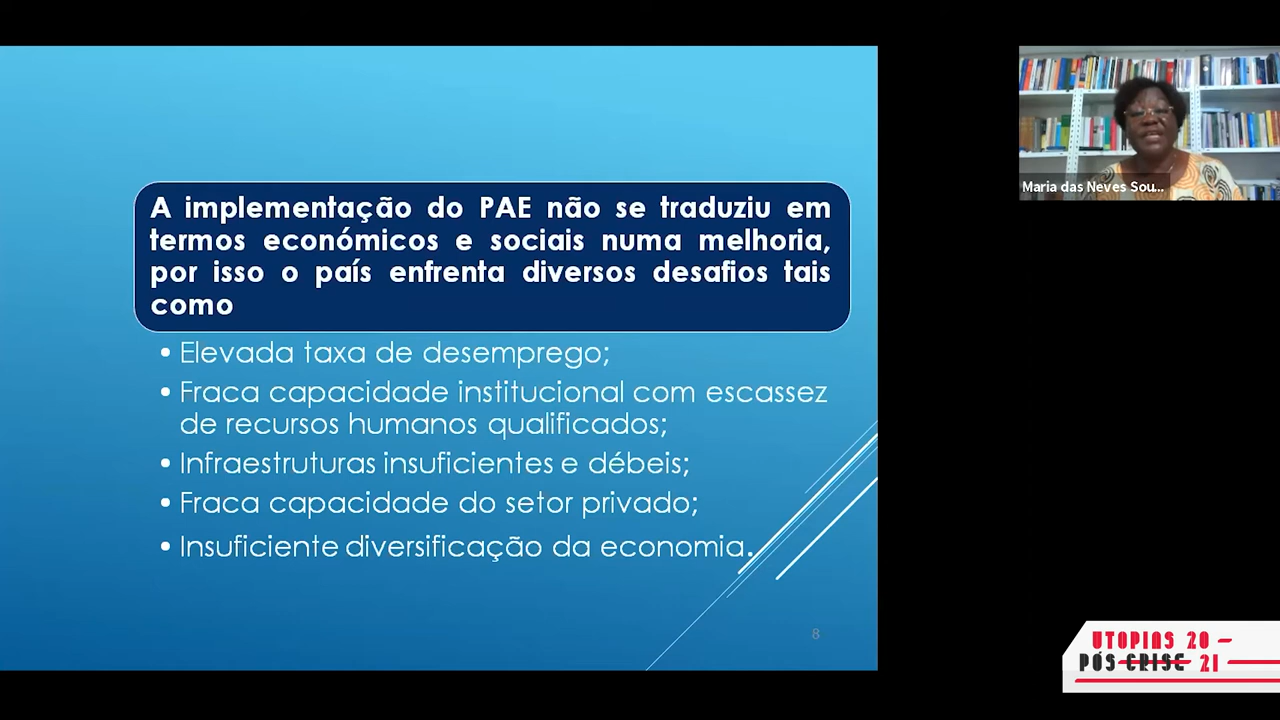 A implementação do PAE não se traduziu em
termos económicos e sociais numa melhoria,
por isso o país enfrenta diversos desafios tais
como
• Elevada taxa de desemprego;
• Fraca capacidade institucional com escassez
de recursos humanos qualificados;
• Infraestruturas insuficientes e débeis;
• Fraca capacidade do setor privado;
• Insuficiente diversificação da economia.
8
Maria das Neves Sou...
UTOPIAS 20 –
PÓS CRISE 21